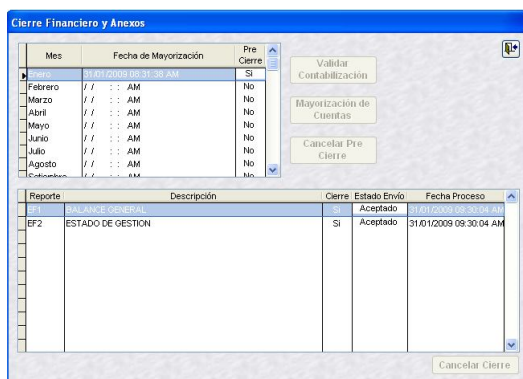 Cierre Financiero y Anexos
Mes Fecha de Mayorización Pre Cierre
Enero 31/01/2009 08:31:38 AM Si
Febrero / / : : AM No
Marzo / / : : AM No
Abril / / : : AM No
Mayo / / : : AM No
Junio / / : : AM No
Julio / / : : AM No
Agosto / / : : AM No
Setiembre / / : : AM No
Validar Contabilización
Mayorización de Cuentas
Cancelar Pre Cierre
Reporte Descripción Cierre Estado Envío Fecha Proceso
EF1 BALANCE GENERAL Si Aceptado 31/01/2009 09:30:04 AM
EF2 ESTADO DE GESTION Si Aceptado 31/01/2009 09:30:04 AM
Cancelar Cierre